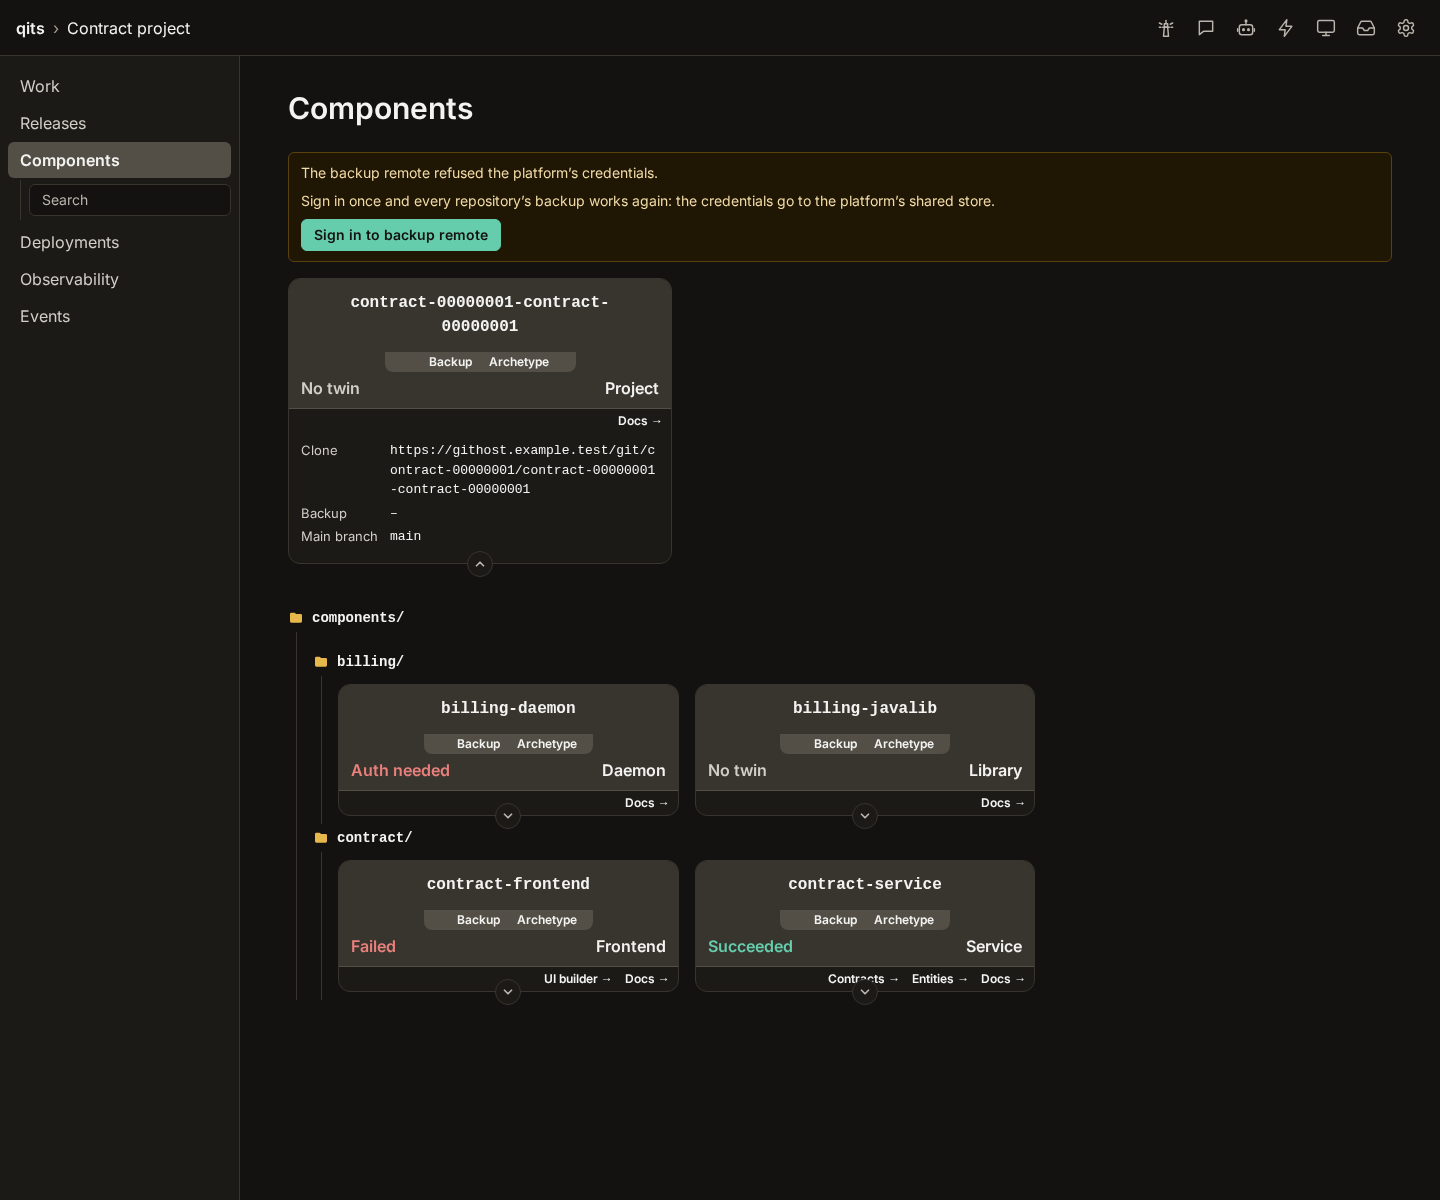 qits › Contract project
Work
Releases
Components
Search
Deployments
Observability
Events
Components
The backup remote refused the platform’s credentials.
Sign in once and every repository’s backup works again: the credentials go to the platform’s shared store.
Sign in to backup remote
contract-00000001-contract-
00000001
Backup Archetype
No twin Project
Docs →
Clone https://githost.example.test/git/c
ontract-00000001/contract-00000001
-contract-00000001
Backup –
Main branch main
components/
billing/
billing-daemon
Backup Archetype
Auth needed Daemon
Docs →
billing-javalib
Backup Archetype
No twin Library
Docs →
contract/
contract-frontend
Backup Archetype
Failed Frontend
UI builder → Docs →
contract-service
Backup Archetype
Succeeded Service
Contracts → Entities → Docs →